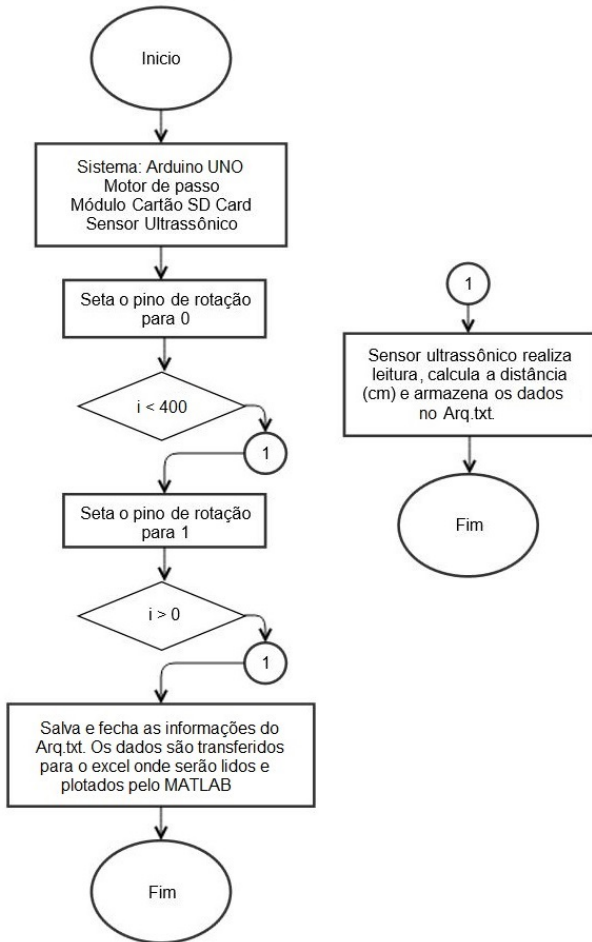 Inicio
Sistema: Arduino UNO
Motor de passo
Módulo Cartão SD Card
Sensor Ultrassônico
Seta o pino de rotação
para 0
i < 400
1
Seta o pino de rotação
para 1
i > 0
1
Salva e fecha as informações do
Arq.txt. Os dados são transferidos
para o excel onde serão lidos e
plotados pelo MATLAB
Fim
1
Sensor ultrassônico realiza
leitura, calcula a distância
(cm) e armazena os dados
no Arq.txt.
Fim